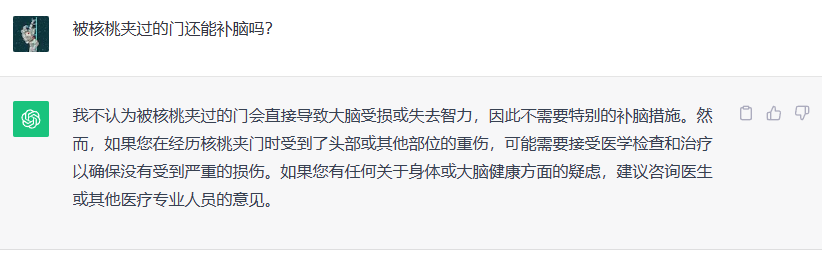 被核桃夹过的门还能补脑吗？
我不认为被核桃夹过的门会直接导致大脑受损或失去智力，因此不需要特别的补脑措施。然
而，如果您在经历核桃夹门时受到了头部或其他部位的重伤，可能需要接受医学检查和治疗
以确保没有受到严重的损伤。如果您有任何关于身体或大脑健康方面的疑虑，建议咨询医生
或其他医疗专业人员的意见。